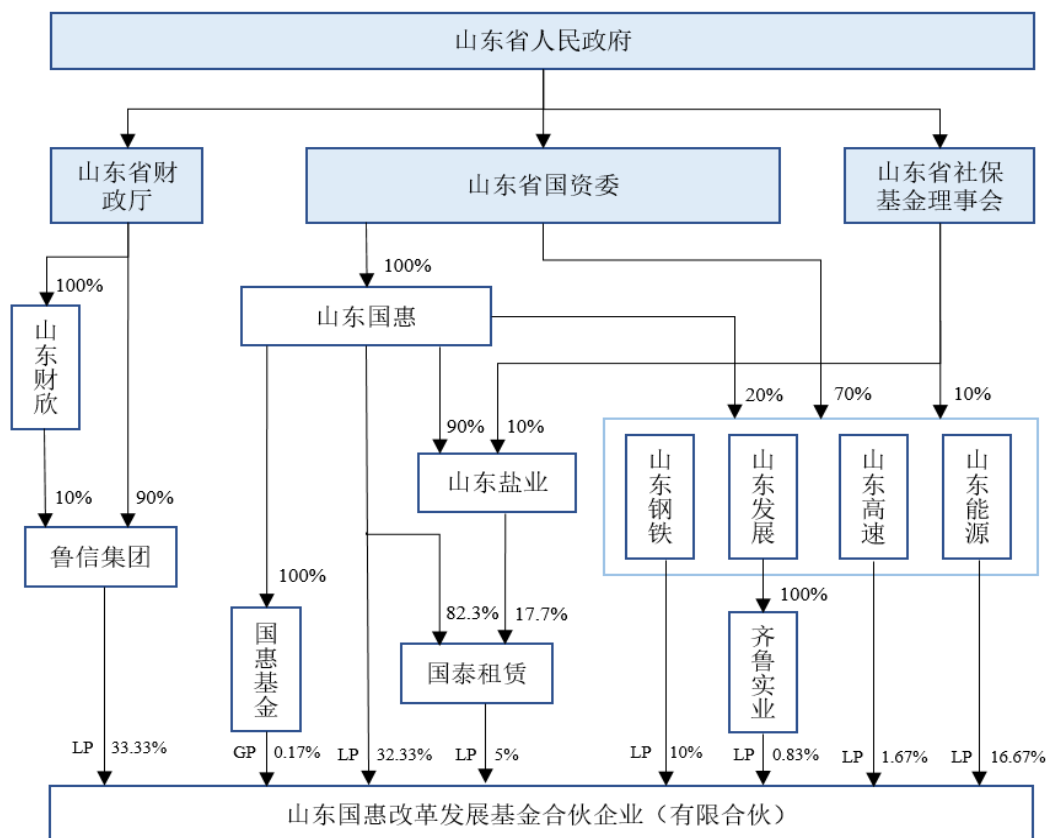 山东省人民政府
山东省财
政厅
山东省国资委
山东省社保
基金理事会
100%
100%
山东国惠
山东财欣
20%
70%
10%
90%
10%
山东盐业
山东钢铁
山东发展
山东高速
山东能源
10%
90%
鲁信集团
100%
82.3%
17.7%
100%
国惠基金
国泰租赁
齐鲁实业
LP
33.33%
GP
0.17%
LP
32.33%
LP
5%
LP
10%
LP
0.83%
LP
1.67%
LP
16.67%
山东国惠改革发展基金合伙企业（有限合伙）